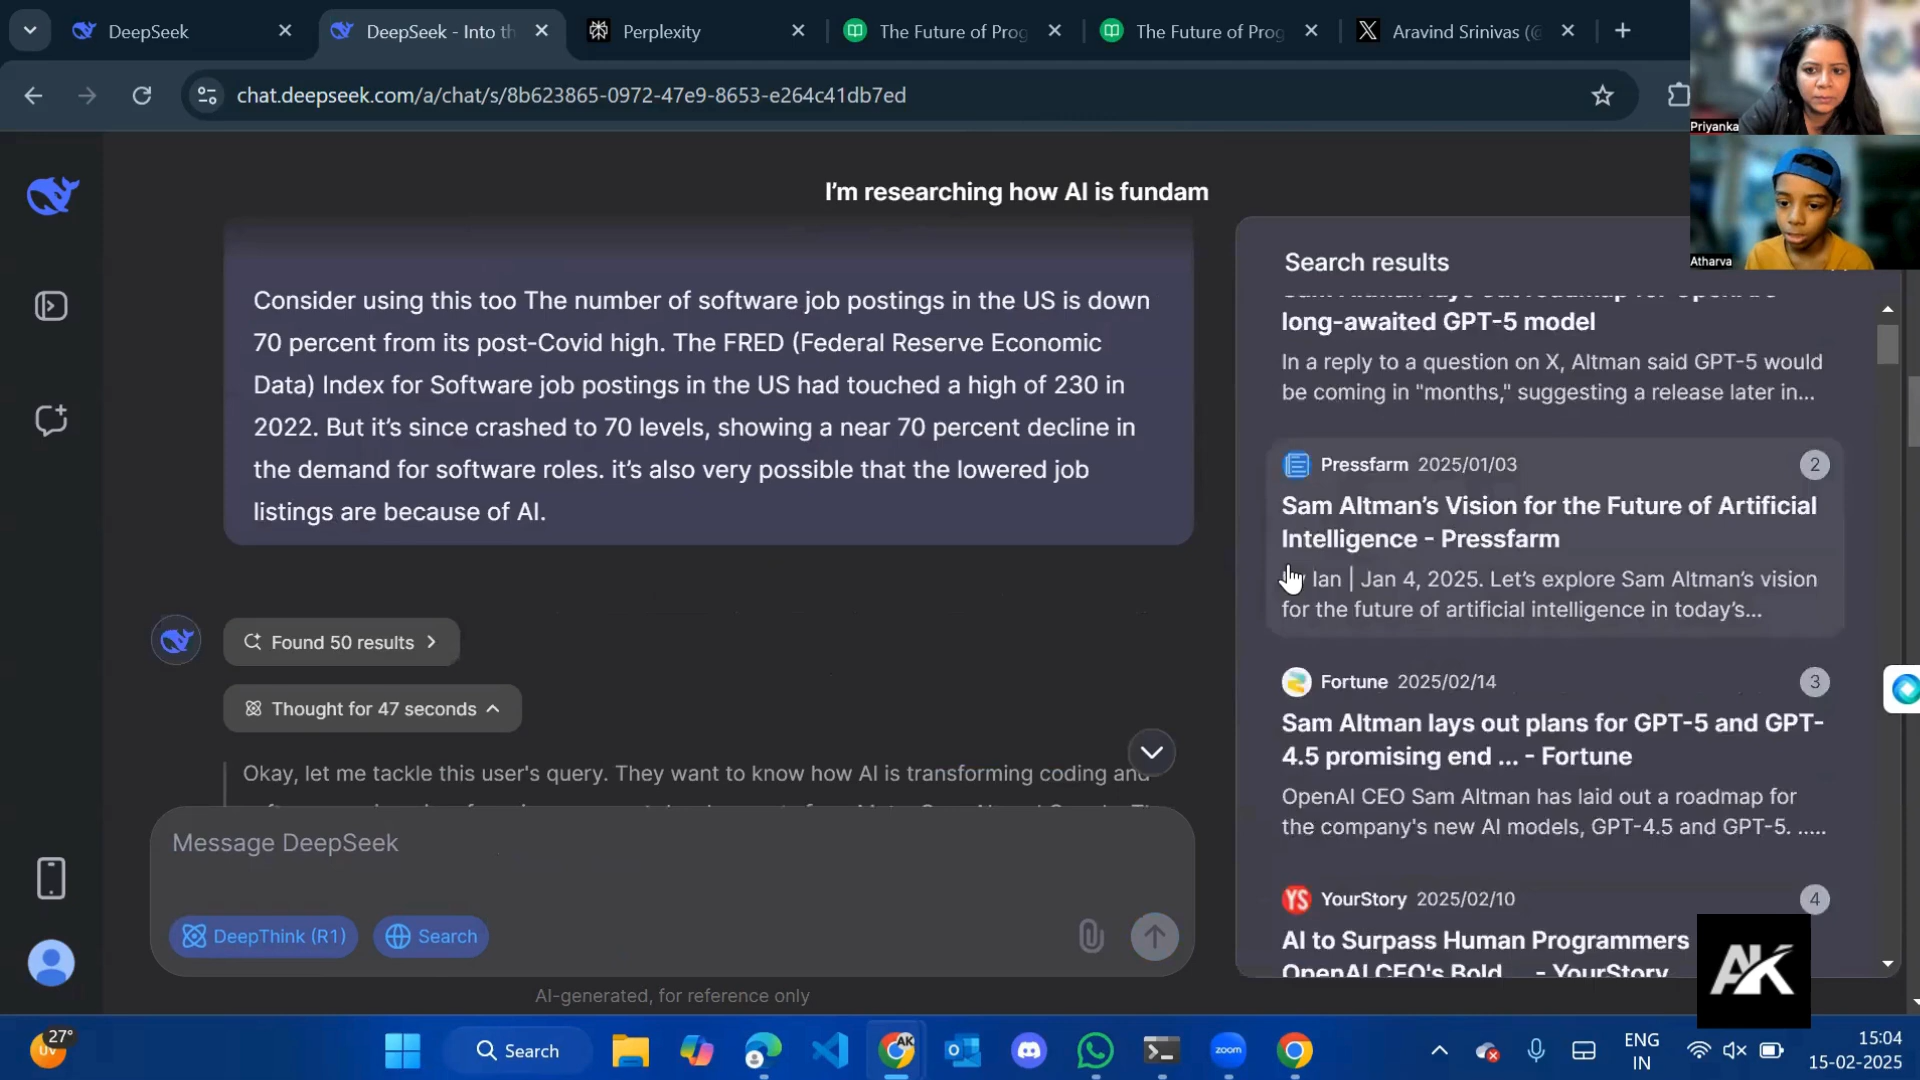 DeepSeek
DeepSeek - Into th
Perplexity
The Future of Prog
The Future of Prog
Aravind Srinivas (@
chat.deepseek.com/a/chat/s/8b623865-0972-47e9-8653-e264c41db7ed
Priyanka
Atharva
I'm researching how AI is fundam
Consider using this too The number of software job postings in the US is down
70 percent from its post-Covid high. The FRED (Federal Reserve Economic
Data) Index for Software job postings in the US had touched a high of 230 in
2022. But it's since crashed to 70 levels, showing a near 70 percent decline in
the demand for software roles. it's also very possible that the lowered job
listings are because of AI.
Found 50 results
Thought for 47 seconds
Okay, let me tackle this user's query. They want to know how AI is transforming coding and
Message DeepSeek
DeepThink (R1)
Search
AI-generated, for reference only
Search results
long-awaited GPT-5 model
In a reply to a question on X, Altman said GPT-5 would
be coming in "months," suggesting a release later in...
Pressfarm 2025/01/03
2
Sam Altman's Vision for the Future of Artificial
Intelligence - Pressfarm
Ian | Jan 4, 2025. Let's explore Sam Altman's vision
for the future of artificial intelligence in today's...
Fortune 2025/02/14
3
Sam Altman lays out plans for GPT-5 and GPT-
4.5 promising end ... - Fortune
OpenAI CEO Sam Altman has laid out a roadmap for
the company's new AI models, GPT-4.5 and GPT-5. .....
YS YourStory 2025/02/10
4
AI to Surpass Human Programmers
OpenAI CEO's Bold ... - YourStory
AK
27°
UV
Search
AK
zoom
ENG
IN
15:04
15-02-2025